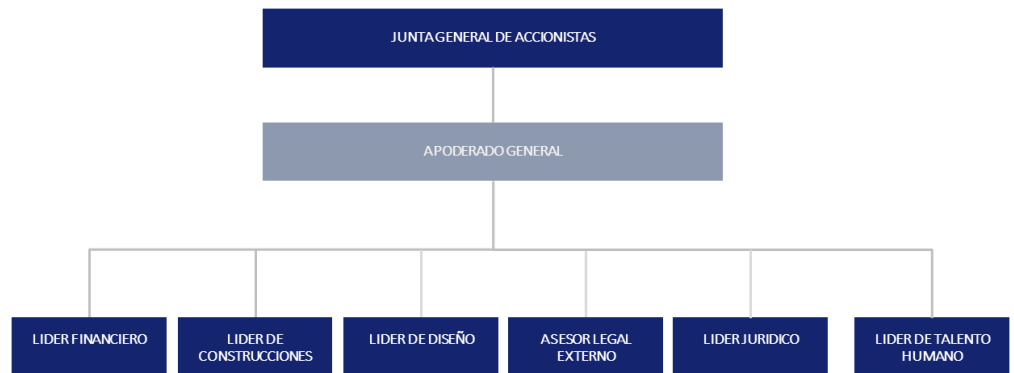 JUNTA GENERAL DE ACCIONISTAS
APODERADO GENERAL
LIDER FINANCIERO
LIDER DE
CONSTRUCCIONES
LIDER DE DISEÑO
ASESOR LEGAL
EXTERNO
LIDER JURIDICO
LIDER DE TALENTO
HUMANO